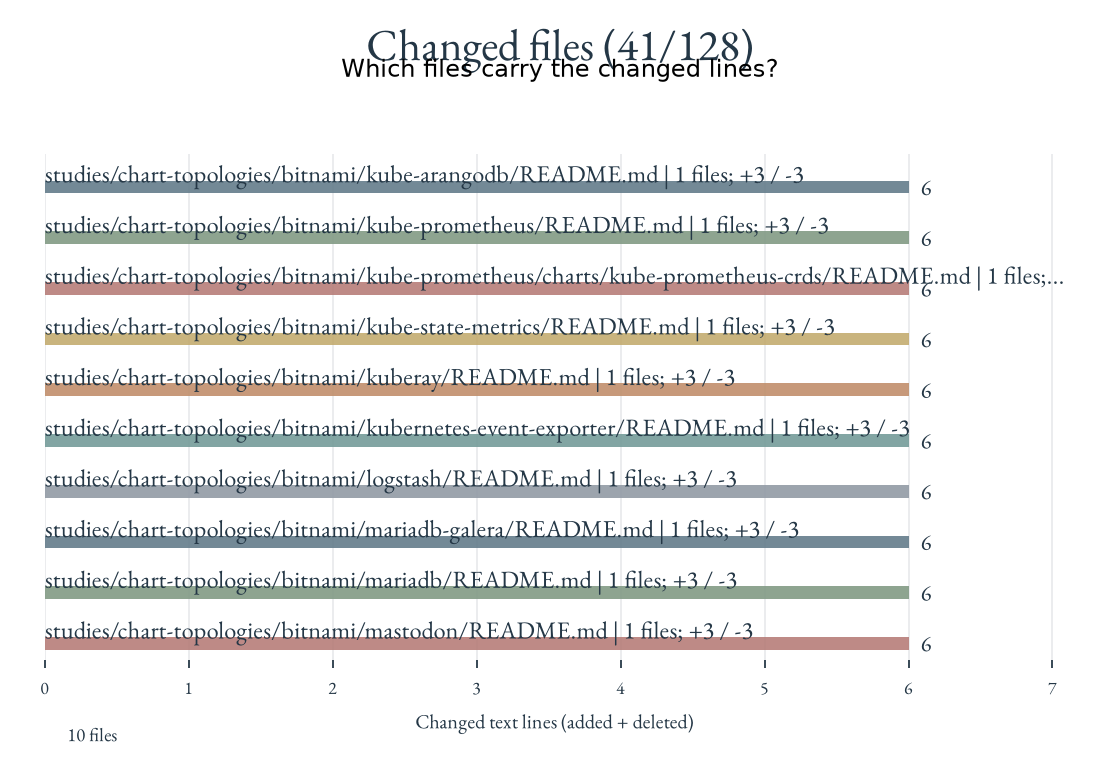 Changed files (41/128)
Which files carry the changed lines?
studies/chart-topologies/bitnami/kube-arangodb/README.md | 1 files; +3 / -3
6
studies/chart-topologies/bitnami/kube-prometheus/README.md | 1 files; +3 / -3
6
studies/chart-topologies/bitnami/kube-prometheus/charts/kube-prometheus-crds/README.md | 1 files;...
6
studies/chart-topologies/bitnami/kube-state-metrics/README.md | 1 files; +3 / -3
6
studies/chart-topologies/bitnami/kuberay/README.md | 1 files; +3 / -3
6
studies/chart-topologies/bitnami/kubernetes-event-exporter/README.md | 1 files; +3 / -3
6
studies/chart-topologies/bitnami/logstash/README.md | 1 files; +3 / -3
6
studies/chart-topologies/bitnami/mariadb-galera/README.md | 1 files; +3 / -3
6
studies/chart-topologies/bitnami/mariadb/README.md | 1 files; +3 / -3
6
studies/chart-topologies/bitnami/mastodon/README.md | 1 files; +3 / -3
6
0 1 2 3 4 5 6 7
Changed text lines (added + deleted)
10 files